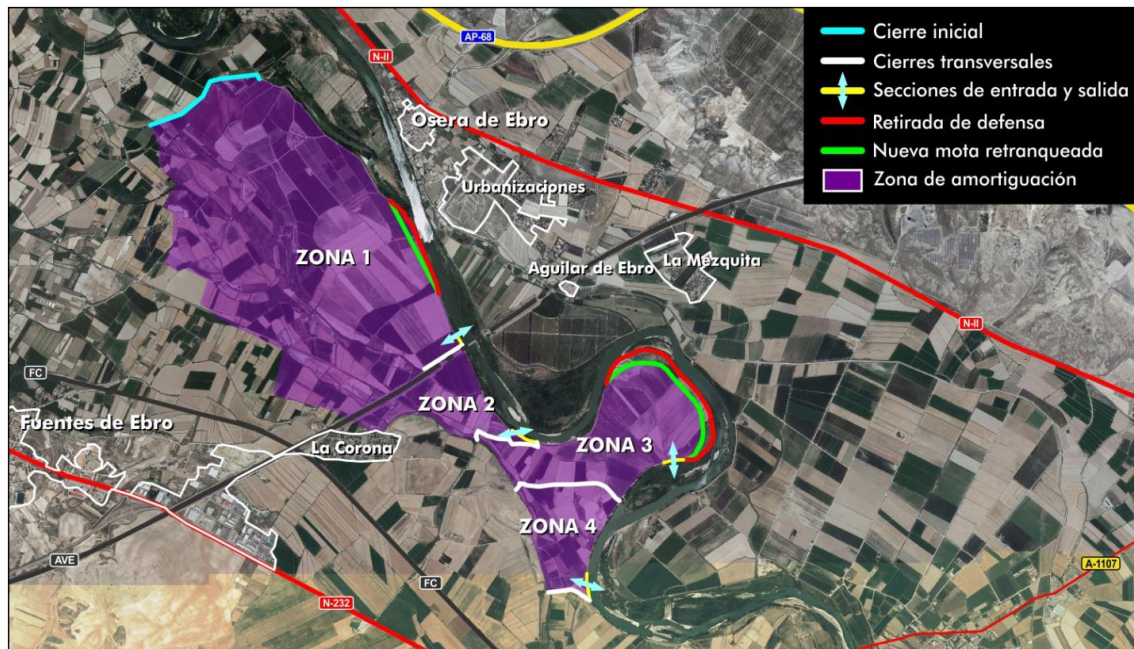 AP-68
N-II
Osera de Ebro
Urbanizaciones
ZONA 1
Aguilar de Ebro
La Mezquita
N-II
FC
ZONA 2
Fuentes de Ebro
La Corona
ZONA 3
ZONA 4
AVE
FC
N-232
A-1107
Cierre inicial
Cierres transversales
Secciones de entrada y salida
Retirada de defensa
Nueva mota retranqueada
Zona de amortiguación